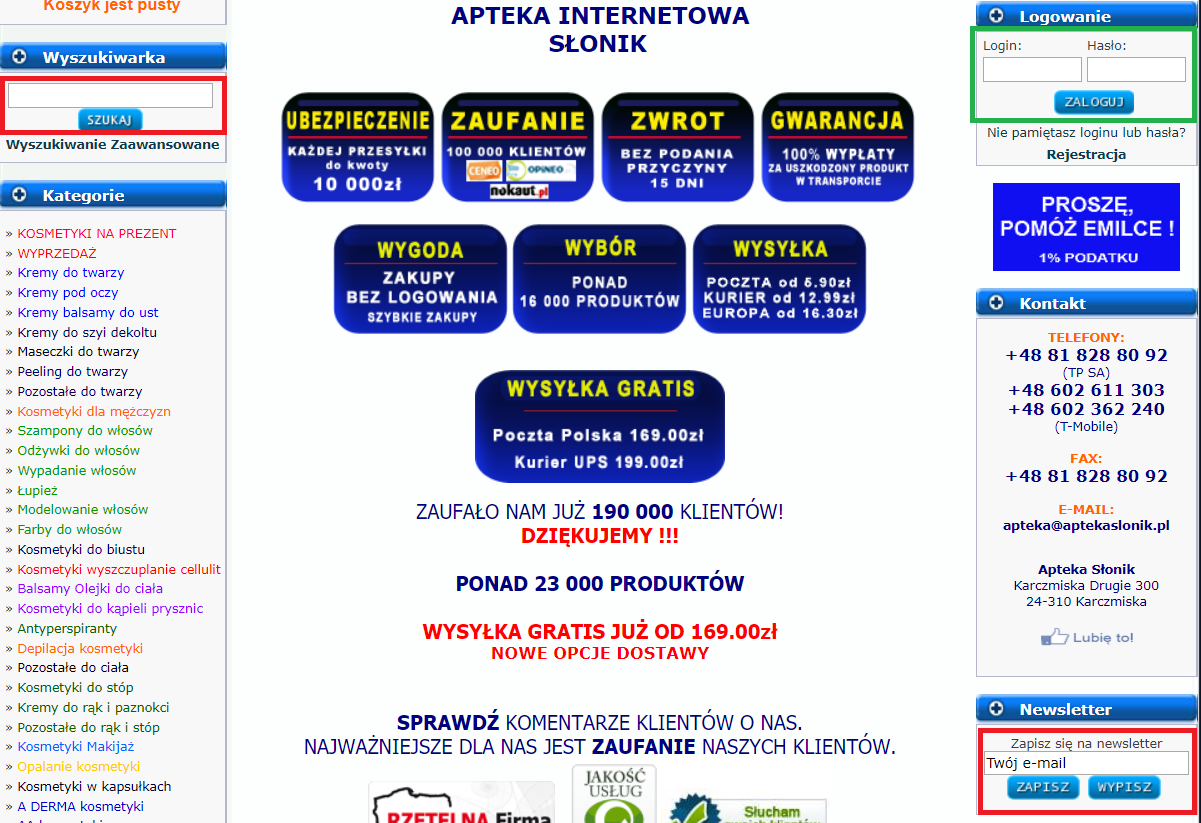 Koszyk jest pusty
Wyszukiwarka
SZUKAJ
Wyszukiwanie Zaawansowane
Kategorie
» KOSMETYKI NA PREZENT
» WYPRZEDAŻ
» Kremy do twarzy
» Kremy pod oczy
» Kremy balsamy do ust
» Kremy do szyi dekoltu
» Maseczki do twarzy
» Peeling do twarzy
» Pozostałe do twarzy
» Kosmetyki dla mężczyzn
» Szampony do włosów
» Odżywki do włosów
» Wypadanie włosów
» Łupież
» Modelowanie włosów
» Farby do włosów
» Kosmetyki do biustu
» Kosmetyki wyszczuplanie cellulit
» Balsamy Olejki do ciała
» Kosmetyki do kąpieli prysznic
» Antyperspiranty
» Depilacja kosmetyki
» Pozostałe do ciała
» Kosmetyki do stóp
» Kremy do rąk i paznokci
» Pozostałe do rąk i stóp
» Kosmetyki Makijaż
» Opalanie kosmetyki
» Kosmetyki w kapsułkach
» A DERMA kosmetyki
APTEKA INTERNETOWA
SŁONIK
UBEZPIECZENIE
KAŻDEJ PRZESYŁKI
do kwoty
10 000zł
ZAUFANIE
100 000 KLIENTÓW
CENEO OPINEO
nokaut.pl
ZWROT
BEZ PODANIA
PRZYCZYNY
15 DNI
GWARANCJA
100% WYPŁATY
ZA USZKODZONY PRODUKT
W TRANSPORCIE
WYGODA
ZAKUPY
BEZ LOGOWANIA
SZYBKIE ZAKUPY
WYBÓR
PONAD
16 000 PRODUKTÓW
WYSYŁKA
POCZTA od 5.90zł
KURIER od 12.99zł
EUROPA od 16.30zł
WYSYŁKA GRATIS
Poczta Polska 169.00zł
Kurier UPS 199.00zł
ZAUFAŁO NAM JUŻ 190 000 KLIENTÓW!
DZIĘKUJEMY !!!
PONAD 23 000 PRODUKTÓW
WYSYŁKA GRATIS JUŻ OD 169.00zł
NOWE OPCJE DOSTAWY
SPRAWDŹ KOMENTARZE KLIENTÓW O NAS.
NAJWAŻNIEJSZE DLA NAS JEST ZAUFANIE NASZYCH KLIENTÓW.
RZETELNA Firma
JAKOŚĆ
USŁUG
Słucham
swoich klientów
Logowanie
Login: Hasło:
ZALOGUJ
Nie pamiętasz loginu lub hasła?
Rejestracja
PROSZĘ,
POMÓŻ EMILCE !
1% PODATKU
Kontakt
TELEFONY:
+48 81 828 80 92
(TP SA)
+48 602 611 303
+48 602 362 240
(T-Mobile)
FAX:
+48 81 828 80 92
E-MAIL:
apteka@aptekaslonik.pl
Apteka Słonik
Karczmiska Drugie 300
24-310 Karczmiska
Lubię to!
Newsletter
Zapisz się na newsletter
Twój e-mail
ZAPISZ WYPISZ